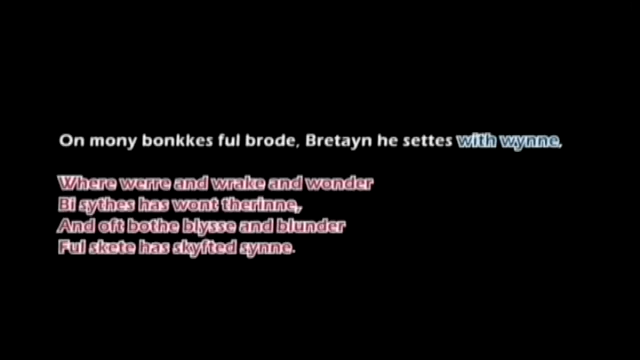 On mony bonkkes ful brode, Bretayn he settes with wynne,
Where werre and wrake and wonder
Bi sythes has wont therinne,
And oft bothe blysse and blunder
Ful skete has skyfted synne.